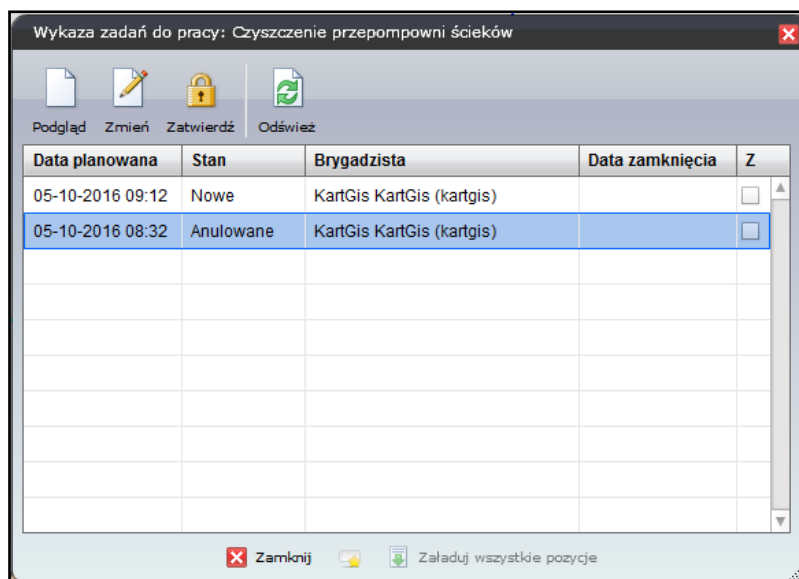 Wykaza zadań do pracy: Czyszczenie przepompowni ścieków
Podgląd Zmień Zatwierdź Odśwież
Data planowana Stan Brygadzista Data zamknięcia Z
05-10-2016 09:12 Nowe KartGis KartGis (kartgis)
05-10-2016 08:32 Anulowane KartGis KartGis (kartgis)
Zamknij Załaduj wszystkie pozycje